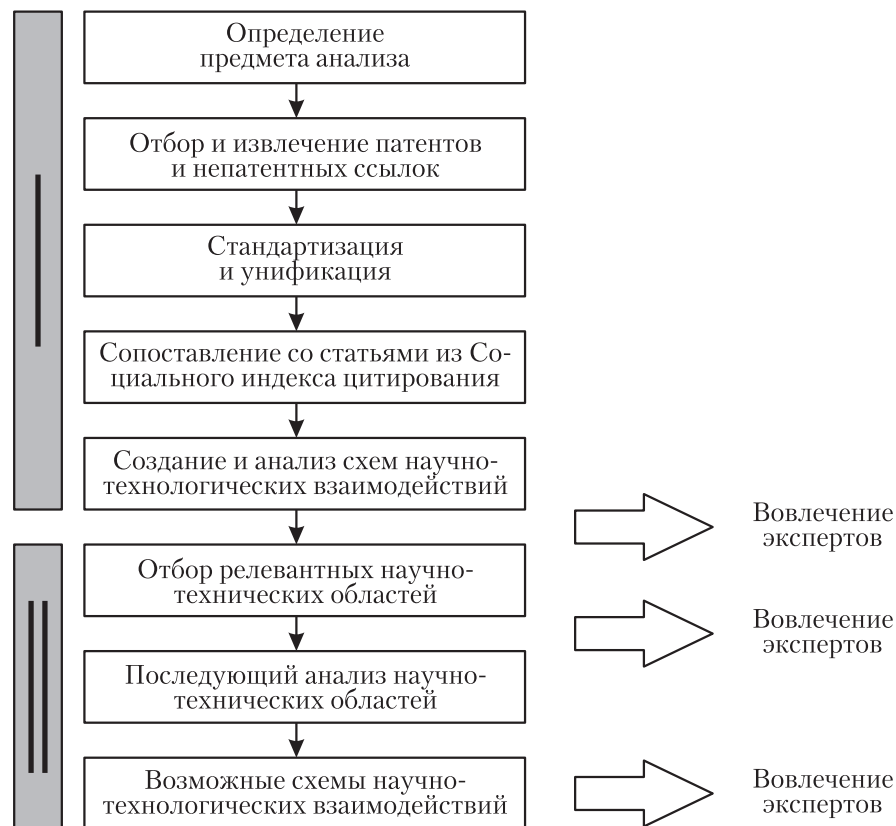 Определение
предмета анализа
Отбор и извлечение патентов
и непатентных ссылок
Стандартизация
и унификация
Сопоставление со статьями из Со-
циального индекса цитирования
Создание и анализ схем научно-
технологических взаимодействий
Вовлечение
экспертов
Отбор релевантных научно-
технических областей
Вовлечение
экспертов
Последующий анализ научно-
технических областей
Возможные схемы научно-
технологических взаимодействий
Вовлечение
экспертов
I
II